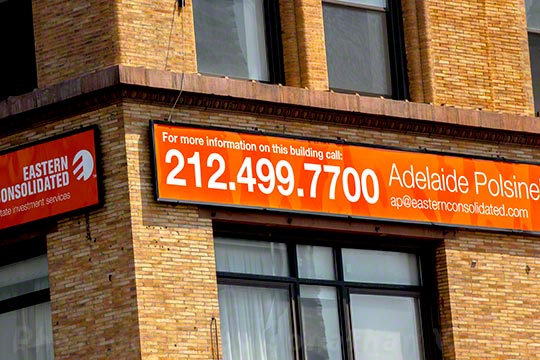 EASTERN
CONSOLIDATED
estate investment services
For more information on this building call:
212.499.7700
Adelaide Polsine
ap@easternconsolidated.com